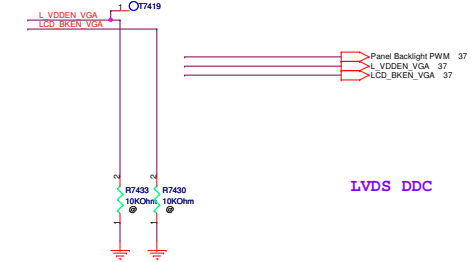 1 T7419
L_VDDEN_VGA
LCD_BKEN_VGA
Panel Backlight PWM 37
L_VDDEN_VGA 37
LCD_BKEN_VGA 37
2 2
R7433 R7430
10KOhm 10KOhm
@ @
1 1
LVDS DDC